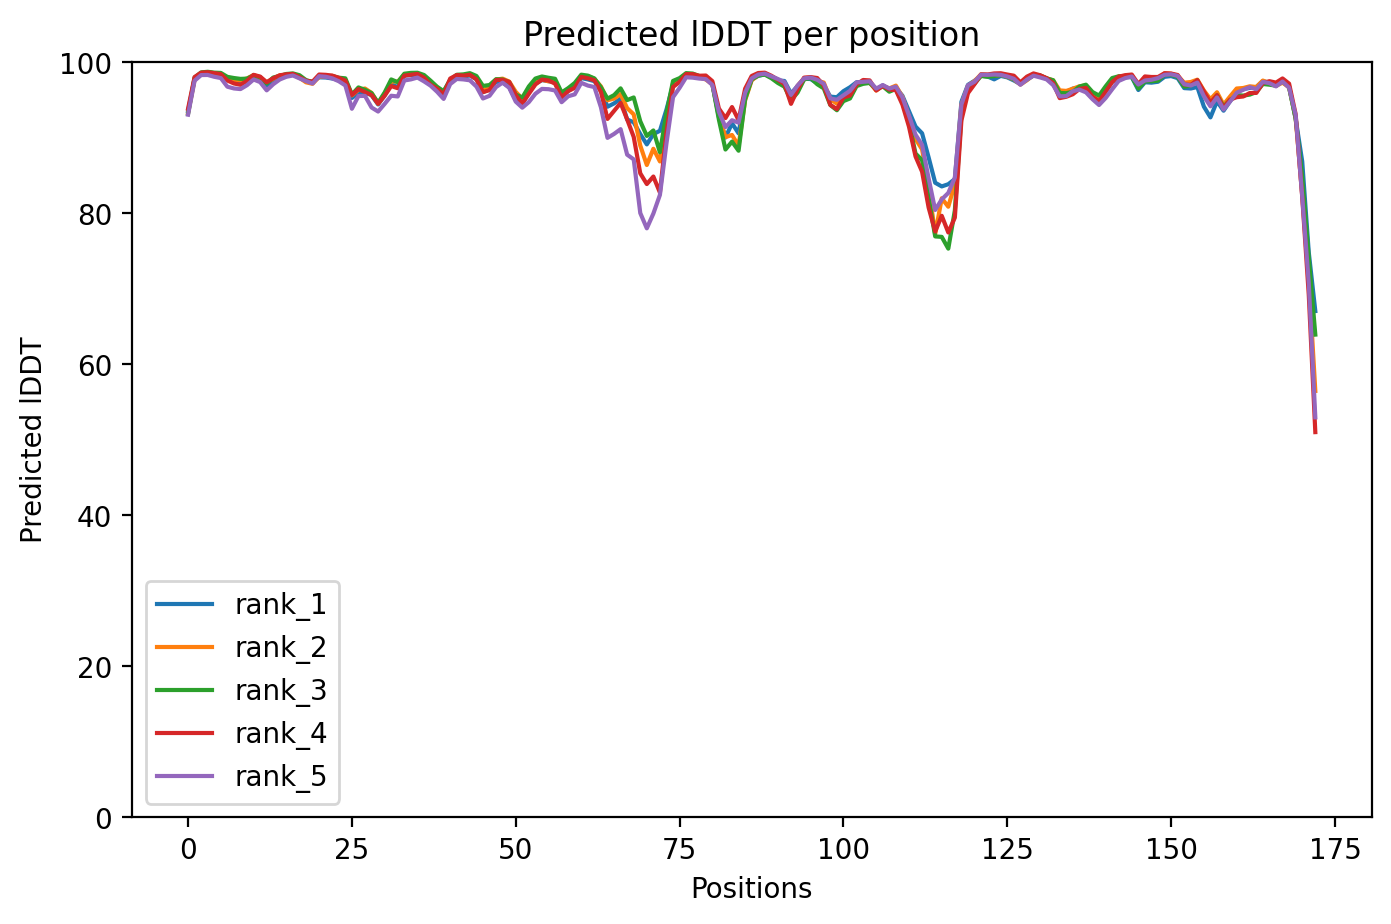 Predicted lDDT per position
Predicted lDDT
100
80
60
40
20
0
rank_1
rank_2
rank_3
rank_4
rank_5
0 25 50 75 100 125 150 175
Positions